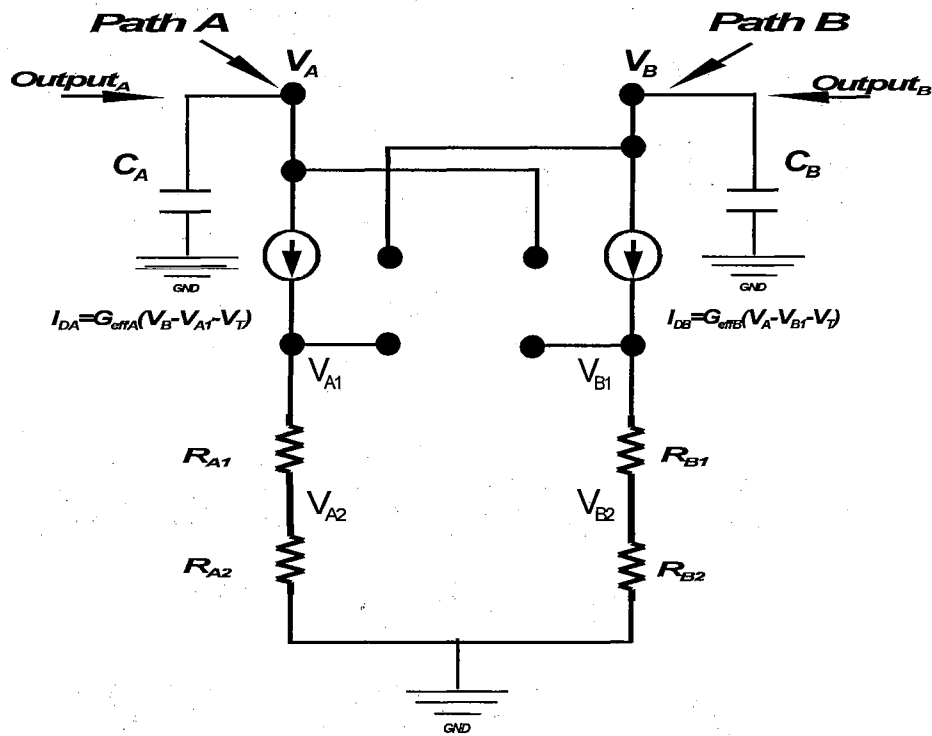 Path A
Path B
V_A
V_B
Output_A
Output_B
C_A
C_B
GND
GND
I_DA=G_effA(V_B-V_A1-V_T)
I_DB=G_effB(V_A-V_B1-V_T)
V_A1
V_B1
R_A1
R_B1
V_A2
V_B2
R_A2
R_B2
GND